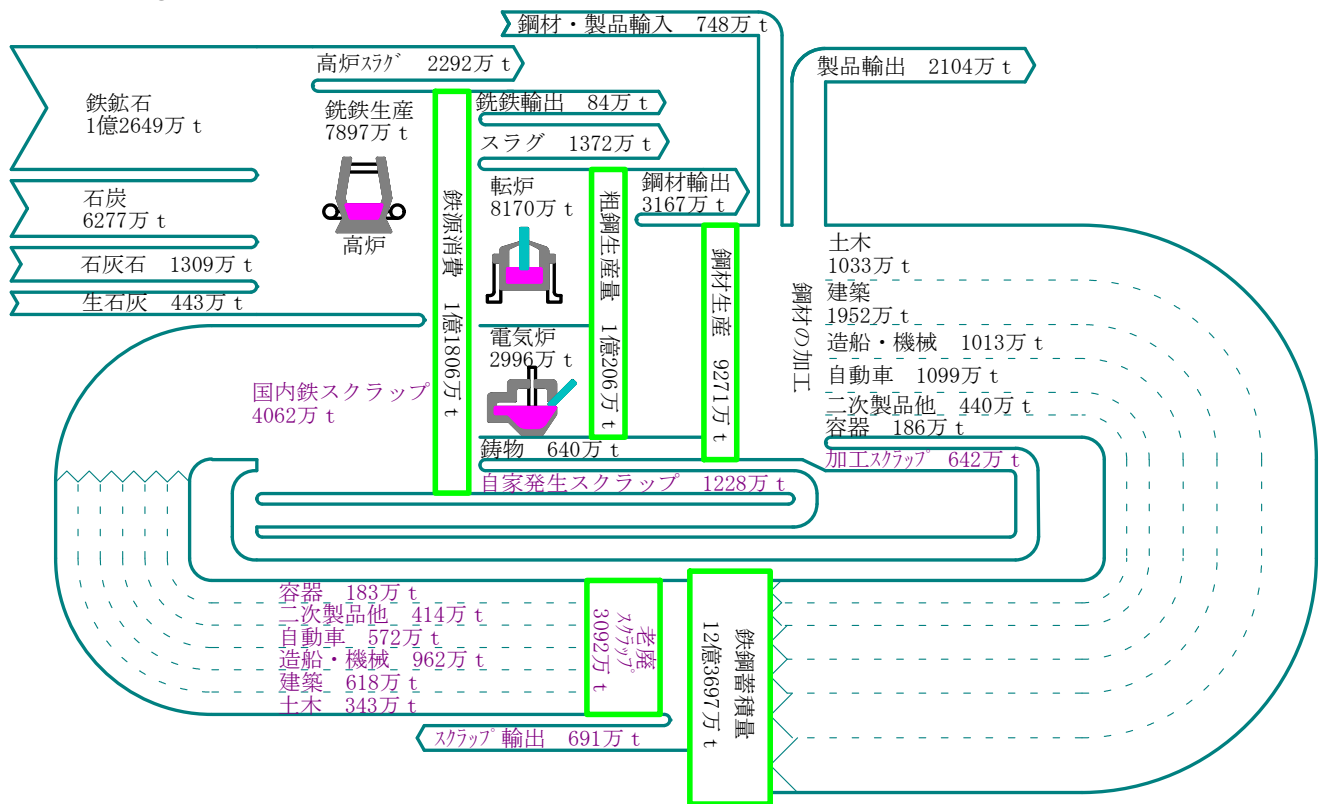 鋼材・製品輸入　748万ｔ
高炉ｽﾗｸﾞ　2292万ｔ
製品輸出　2104万ｔ
鉄鉱石
1億2649万ｔ
銑鉄生産
7897万ｔ
銑鉄輸出　84万ｔ
スラグ　1372万ｔ
石炭
6277万ｔ
高炉
転炉
8170万ｔ
鋼材輸出
3167万ｔ
石灰石　1309万ｔ
生石灰　443万ｔ
鉄源消費　1億1806万ｔ
粗鋼生産量　1億206万ｔ
鋼材生産　9271万ｔ
鋼材の加工
土木
1033万ｔ
建築
1952万ｔ
造船・機械　1013万ｔ
自動車　1099万ｔ
二次製品他　440万ｔ
容器　186万ｔ
加工ｽｸﾗｯﾌﾟ　642万ｔ
電気炉
2996万ｔ
国内鉄スクラップ
4062万ｔ
鋳物　640万ｔ
自家発生スクラップ　1228万ｔ
容器　183万ｔ
二次製品他　414万ｔ
自動車　572万ｔ
造船・機械　962万ｔ
建築　618万ｔ
土木　343万ｔ
老廃
ｽｸﾗｯﾌﾟ
3092万ｔ
鉄鋼蓄積量
12億3697万ｔ
ｽｸﾗｯﾌﾟ輸出　691万ｔ